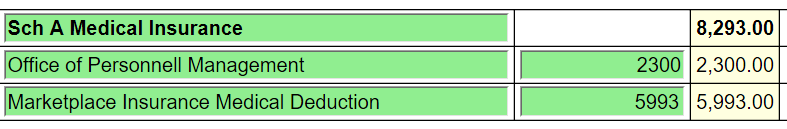 Sch A Medical Insurance 8,293.00
Office of Personnell Management 2300 2,300.00
Marketplace Insurance Medical Deduction 5993 5,993.00